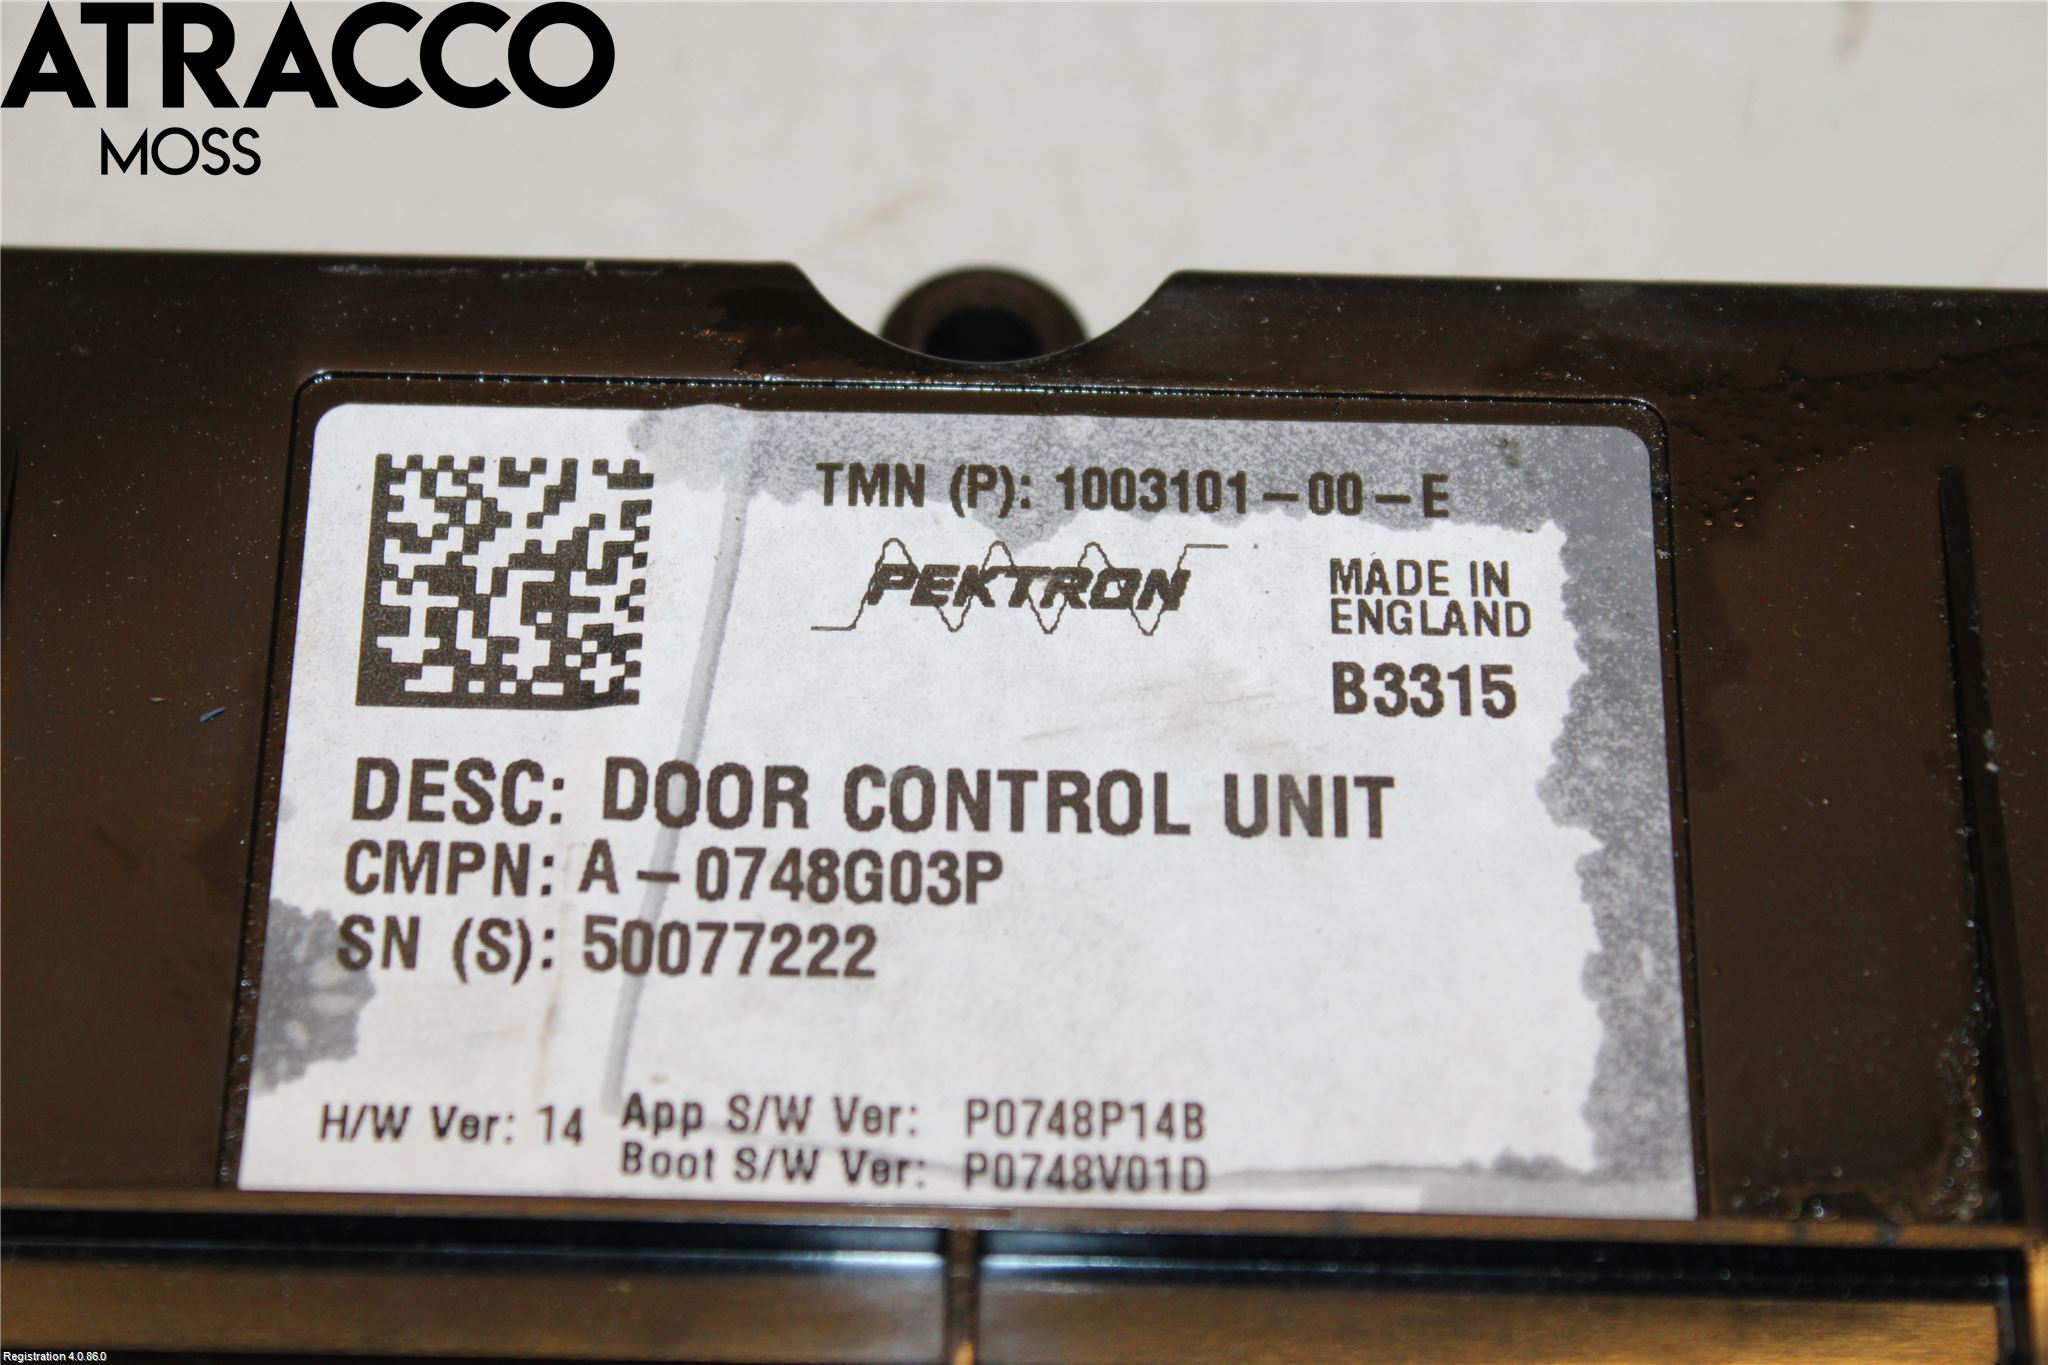 ATRACCO
MOSS
TMN (P): 1003101-00-E
PEKTRON
MADE IN
ENGLAND
B3315
DESC: DOOR CONTROL UNIT
CMPN: A-0748G03P
SN (S): 50077222
H/W Ver: 14
App S/W Ver: P0748P14B
Boot S/W Ver: P0748V01D
Registration 4.0.86.0